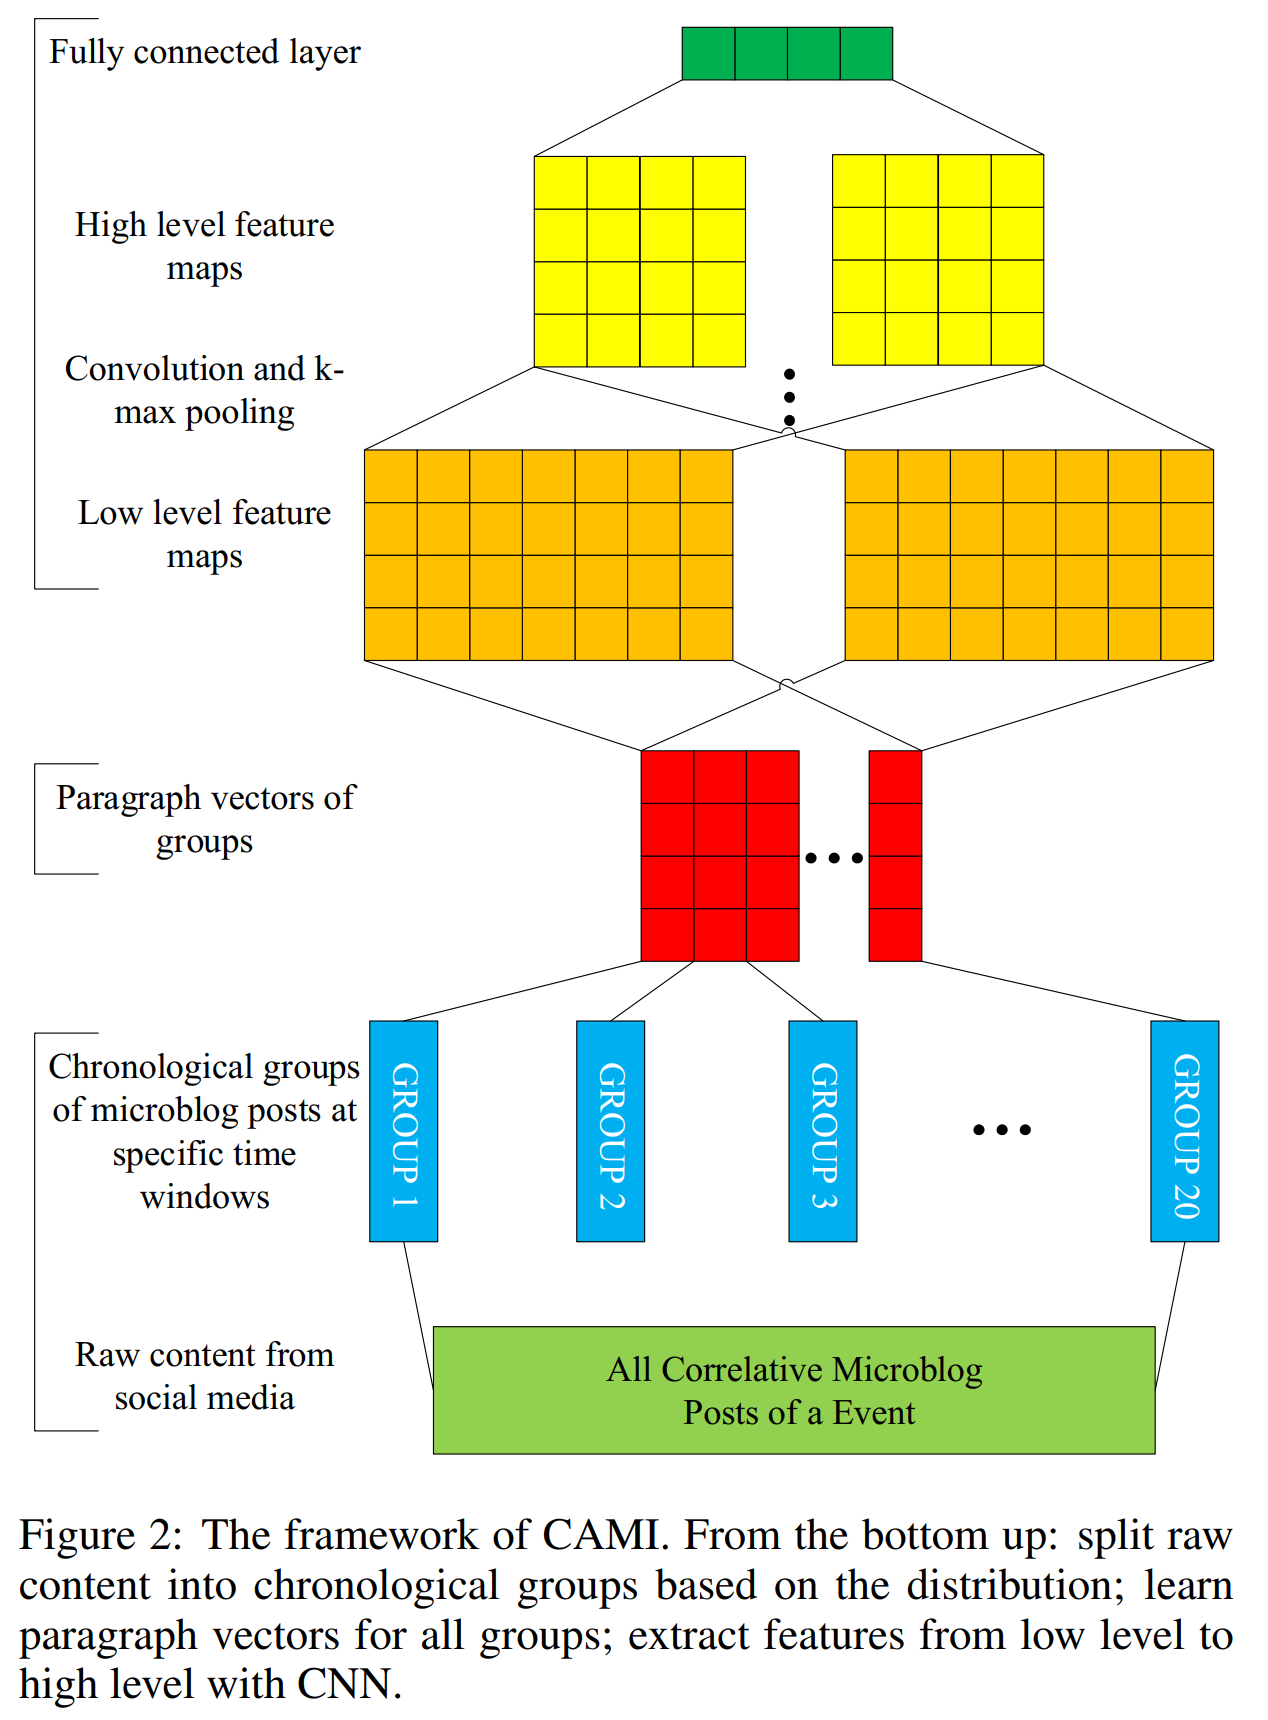 Fully connected layer
High level feature
maps
Convolution and k-
max pooling
Low level feature
maps
Paragraph vectors of
groups
Chronological groups
of microblog posts at
specific time
windows
GROUP 1
GROUP 2
GROUP 3
GROUP 20
Raw content from
social media
All Correlative Microblog
Posts of a Event
Figure 2: The framework of CAMI. From the bottom up: split raw
content into chronological groups based on the distribution; learn
paragraph vectors for all groups; extract features from low level to
high level with CNN.